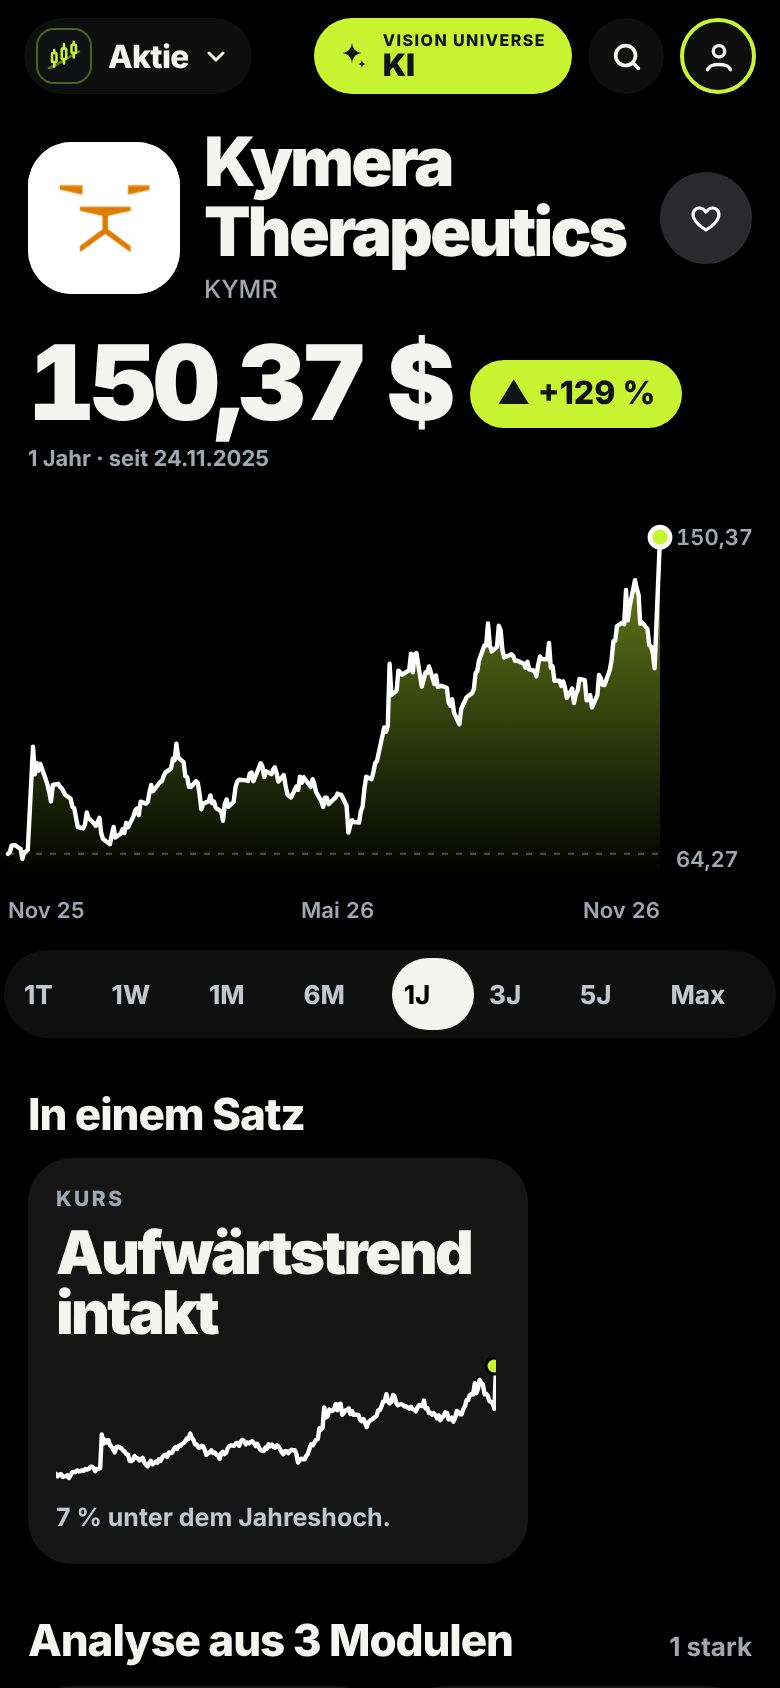 Aktie
VISION UNIVERSE
KI
Kymera
Therapeutics
KYMR
150,37 $
▲ +129 %
1 Jahr · seit 24.11.2025
150,37
64,27
Nov 25 Mai 26 Nov 26
1T 1W 1M 6M 1J 3J 5J Max
In einem Satz
KURS
Aufwärtstrend
intakt
7 % unter dem Jahreshoch.
Analyse aus 3 Modulen
1 stark